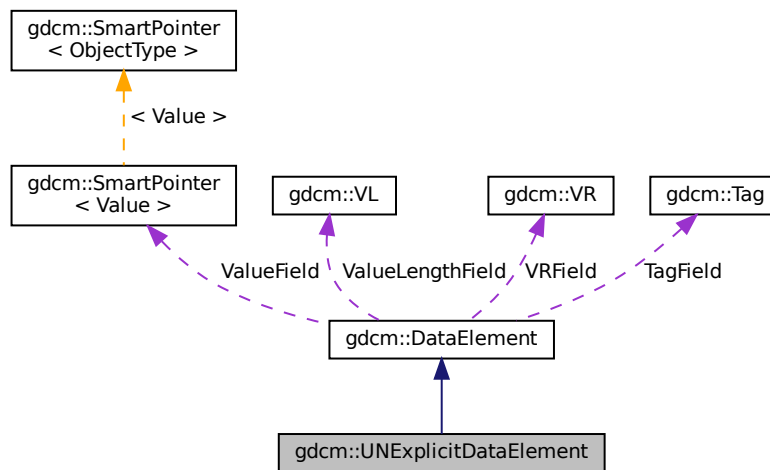 gdcm::SmartPointer
< ObjectType >
< Value >
gdcm::SmartPointer
< Value >
gdcm::VL
gdcm::VR
gdcm::Tag
ValueField
ValueLengthField
VRField
TagField
gdcm::DataElement
gdcm::UNExplicitDataElement